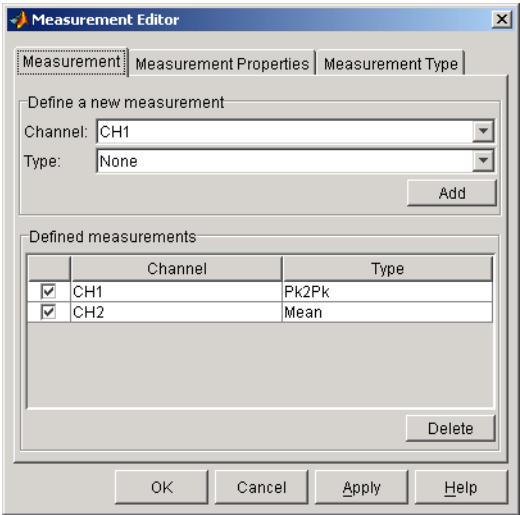 Measurement Editor
Measurement Measurement Properties Measurement Type
Define a new measurement
Channel: CH1
Type: None
Add
Defined measurements
Channel Type
CH1 Pk2Pk
CH2 Mean
Delete
OK Cancel Apply Help